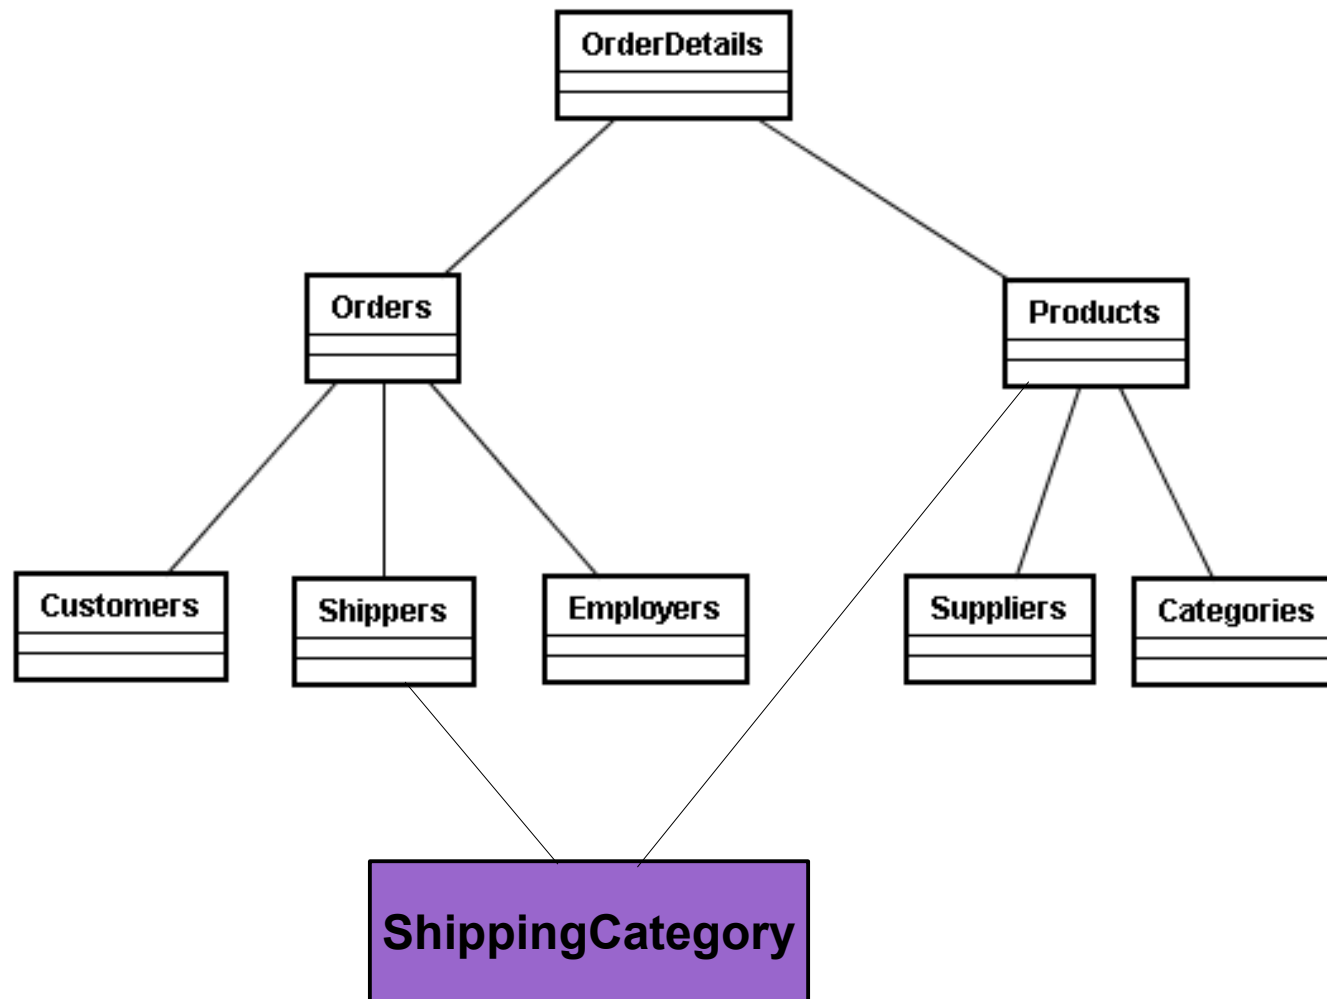 OrderDetails
Orders
Products
Customers
Shippers
Employers
Suppliers
Categories
ShippingCategory